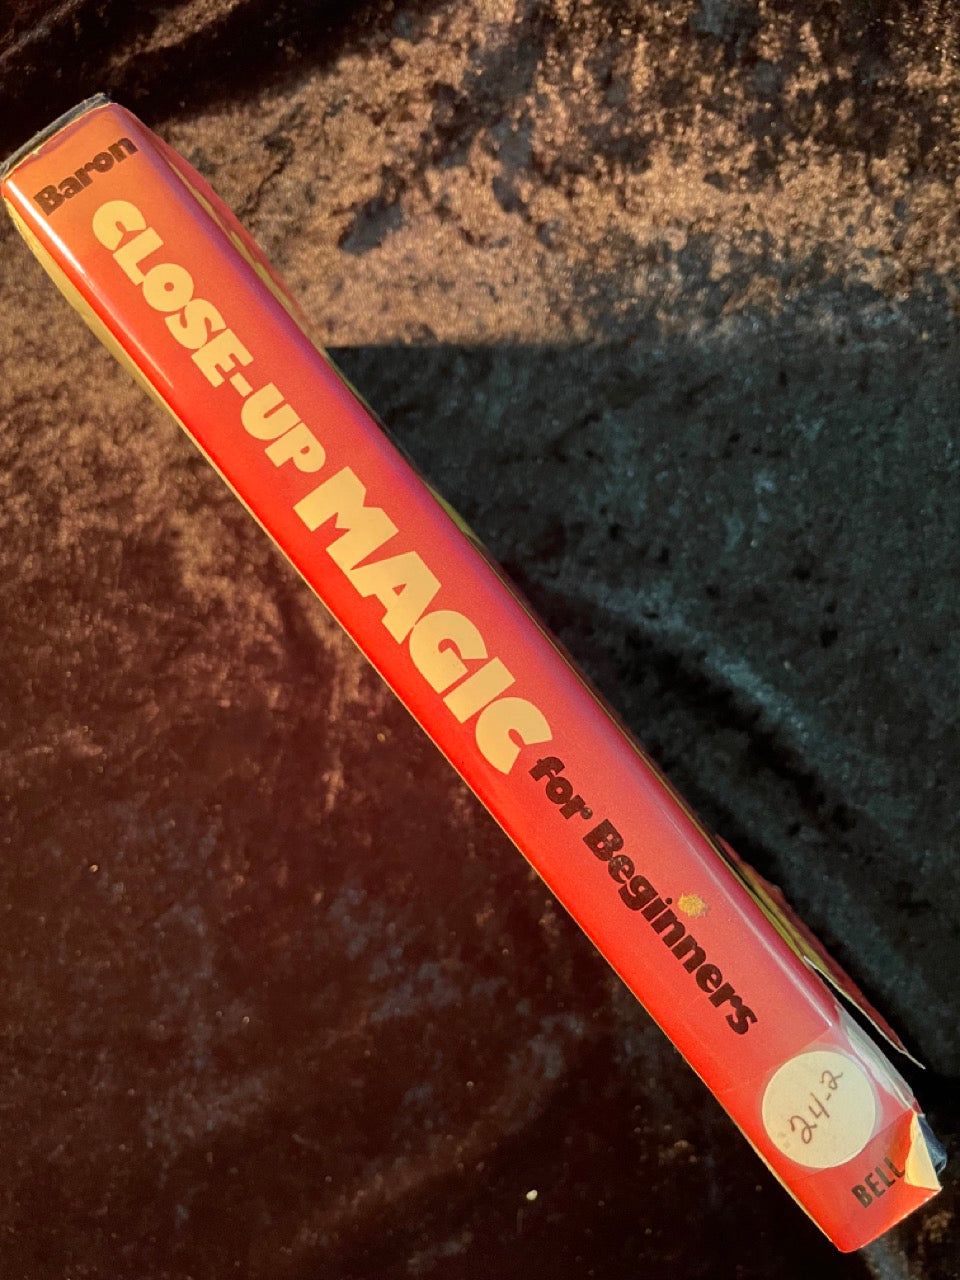 Baron
CLOSE-UP MAGIC for Beginners
24-2
BELL